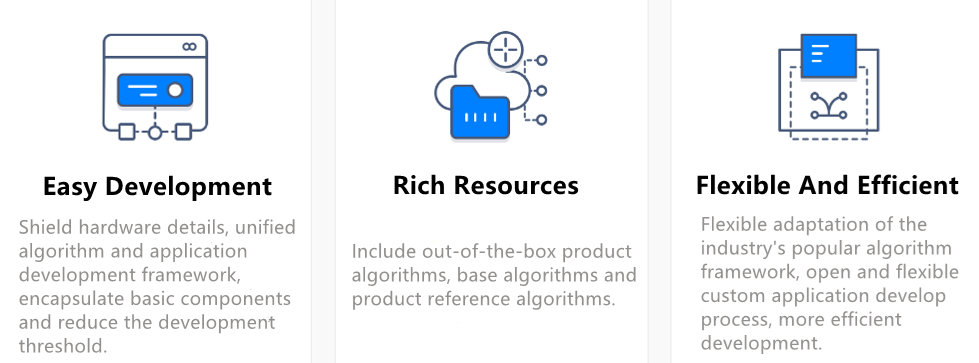 Easy Development
Shield hardware details, unified
algorithm and application
development framework,
encapsulate basic components
and reduce the development
threshold.
Rich Resources
Include out-of-the-box product
algorithms, base algorithms and
product reference algorithms.
Flexible And Efficient
Flexible adaptation of the
industry's popular algorithm
framework, open and flexible
custom application develop
process, more efficient
development.